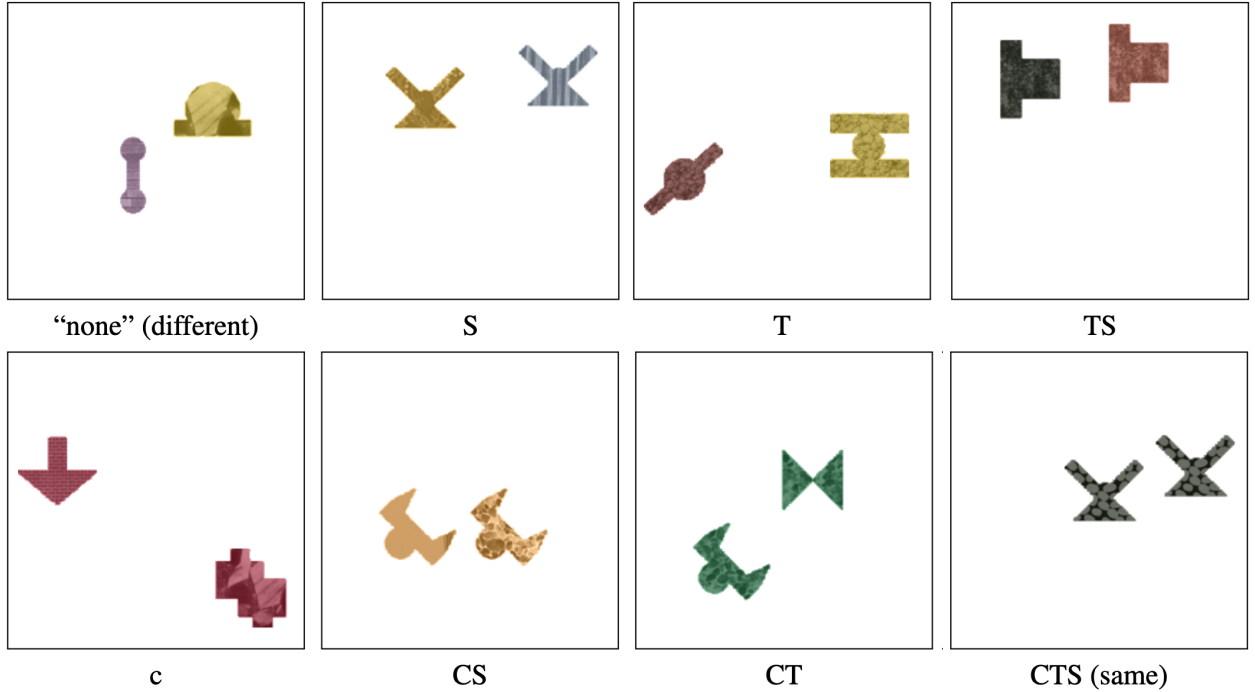 “none” (different)
S
T
TS
c
CS
CT
CTS (same)